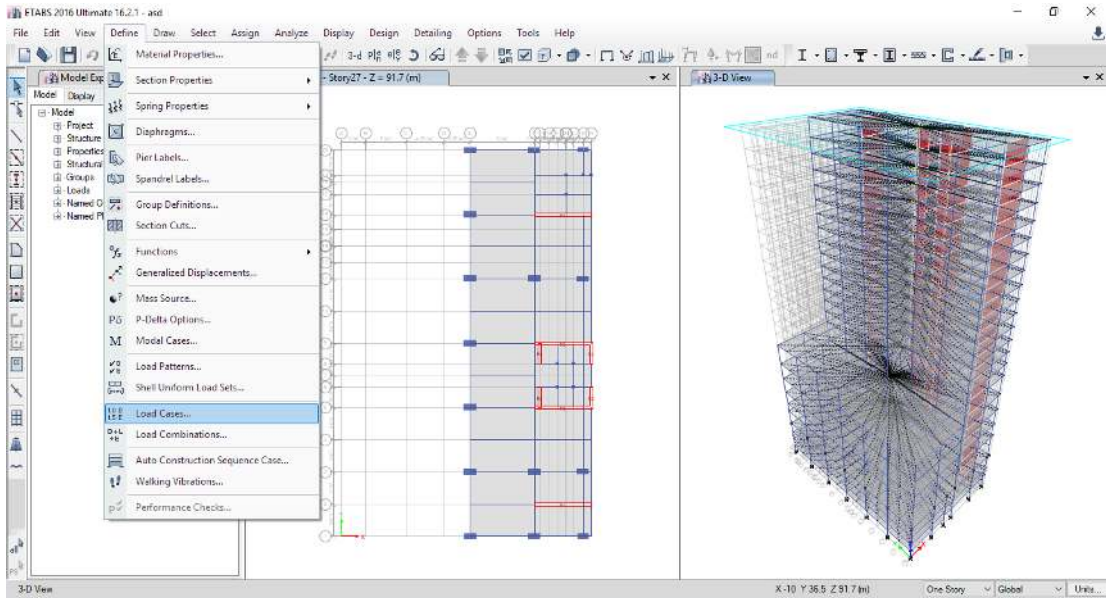 ETABS 2016 Ultimate 16.2.1 - asd
File Edit View Define Draw Select Assign Analyze Display Design Detailing Options Tools Help
3-d
nd
Model Exp
- Story27 - Z = 91.7 (m)
3-D View
Model Display
Model
Project
Structure
Properties
Structural
Groups
Loads
Named O
Named Pl
Material Properties...
Section Properties
Spring Properties
Diaphragms...
Pier Labels...
Spandrel Labels...
Group Definitions...
Section Cuts...
Functions
Generalized Displacements...
Mass Source...
Pδ P-Delta Options...
M Modal Cases...
Load Patterns...
Shell Uniform Load Sets...
Load Cases...
D+L +E Load Combinations...
Auto Construction Sequence Case...
Walking Vibrations...
Performance Checks...
3-D View
X -10 Y 36.5 Z 91.7 (m)
One Story
Global
Units...